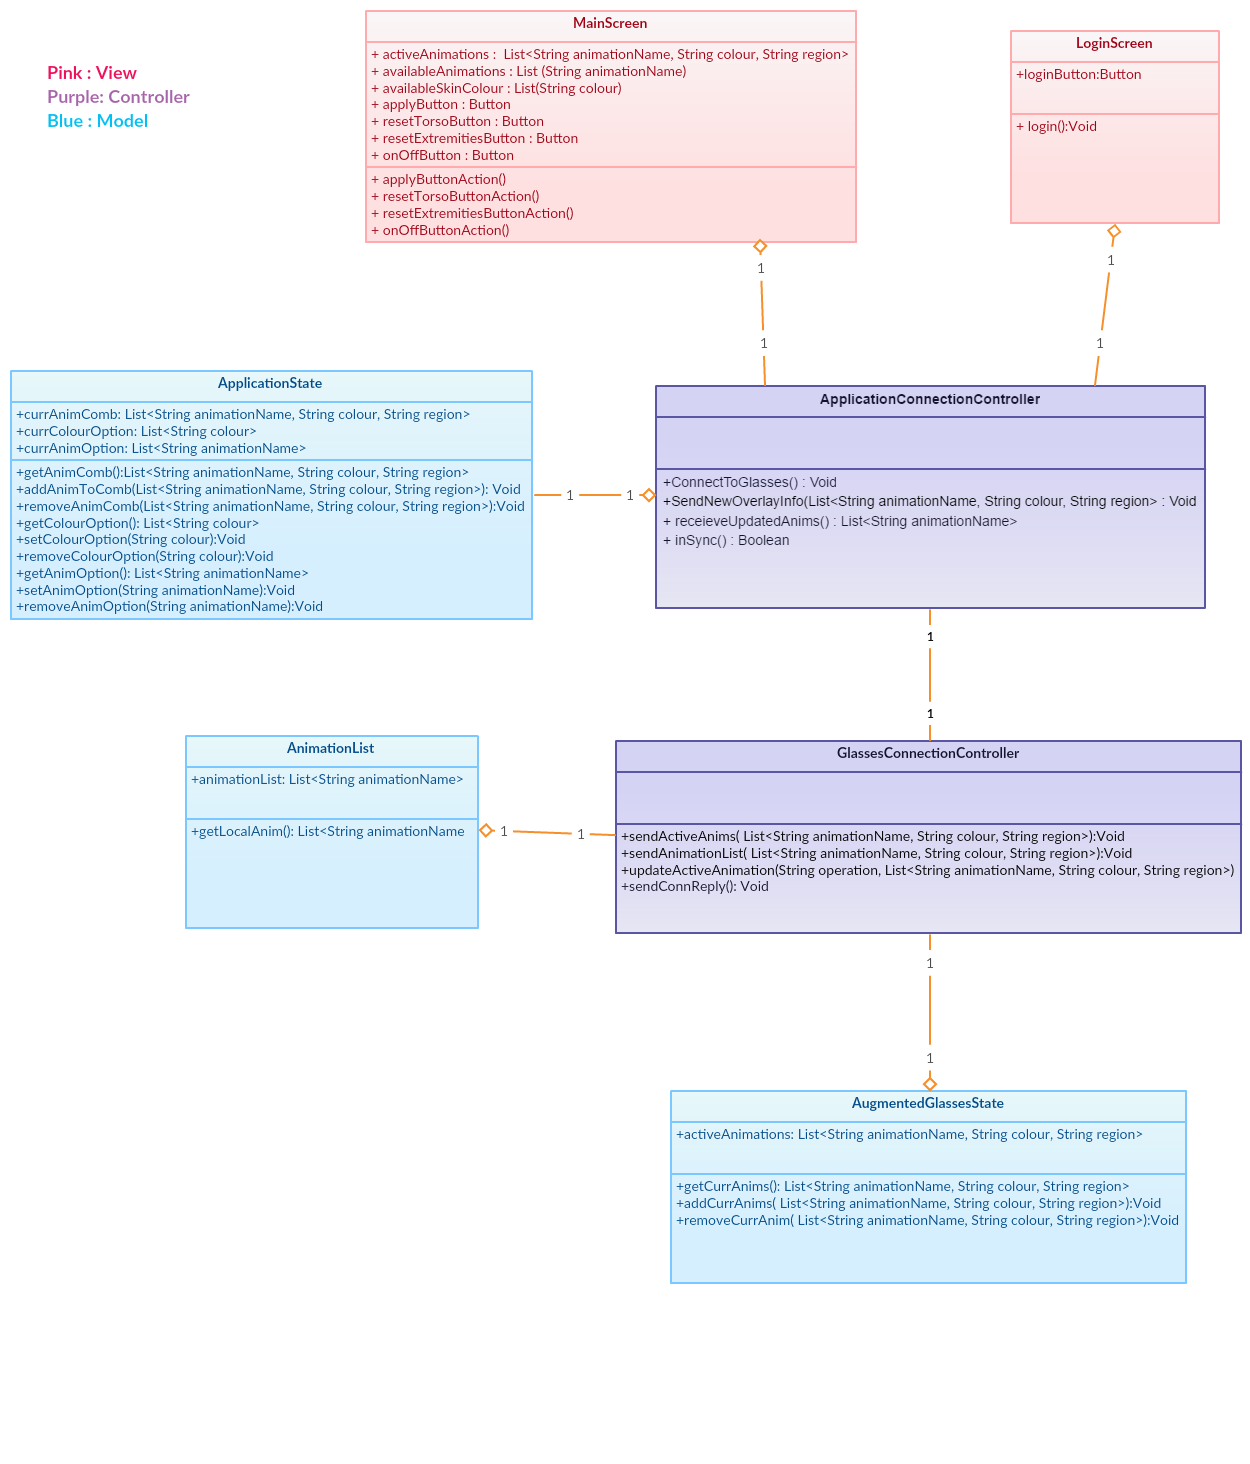 Pink : View
Purple: Controller
Blue : Model
MainScreen
+ activeAnimations :  List<String animationName, String colour, String region>
+ availableAnimations : List (String animationName)
+ availableSkinColour : List(String colour)
+ applyButton : Button
+ resetTorsoButton : Button
+ resetExtremitiesButton : Button
+ onOffButton : Button
+ applyButtonAction()
+ resetTorsoButtonAction()
+ resetExtremitiesButtonAction()
+ onOffButtonAction()
LoginScreen
+loginButton:Button
+ login():Void
1
1
1
1
ApplicationState
+currAnimComb: List<String animationName, String colour, String region>
+currColourOption: List<String colour>
+currAnimOption: List<String animationName>
+getAnimComb():List<String animationName, String colour, String region>
+addAnimToComb(List<String animationName, String colour, String region>): Void
+removeAnimComb(List<String animationName, String colour, String region>):Void
+getColourOption(): List<String colour>
+setColourOption(String colour):Void
+removeColourOption(String colour):Void
+getAnimOption(): List<String animationName>
+setAnimOption(String animationName):Void
+removeAnimOption(String animationName):Void
1
1
ApplicationConnectionController
+ConnectToGlasses() : Void
+SendNewOverlayInfo(List<String animationName, String colour, String region> : Void
+ receieveUpdatedAnims() : List<String animationName>
+ inSync() : Boolean
1
1
AnimationList
+animationList: List<String animationName>
+getLocalAnim(): List<String animationName
1
1
GlassesConnectionController
+sendActiveAnims( List<String animationName, String colour, String region>):Void
+sendAnimationList( List<String animationName, String colour, String region>):Void
+updateActiveAnimation(String operation, List<String animationName, String colour, String region>)
+sendConnReply(): Void
1
1
AugmentedGlassesState
+activeAnimations: List<String animationName, String colour, String region>
+getCurrAnims(): List<String animationName, String colour, String region>
+addCurrAnims( List<String animationName, String colour, String region>):Void
+removeCurrAnim( List<String animationName, String colour, String region>):Void